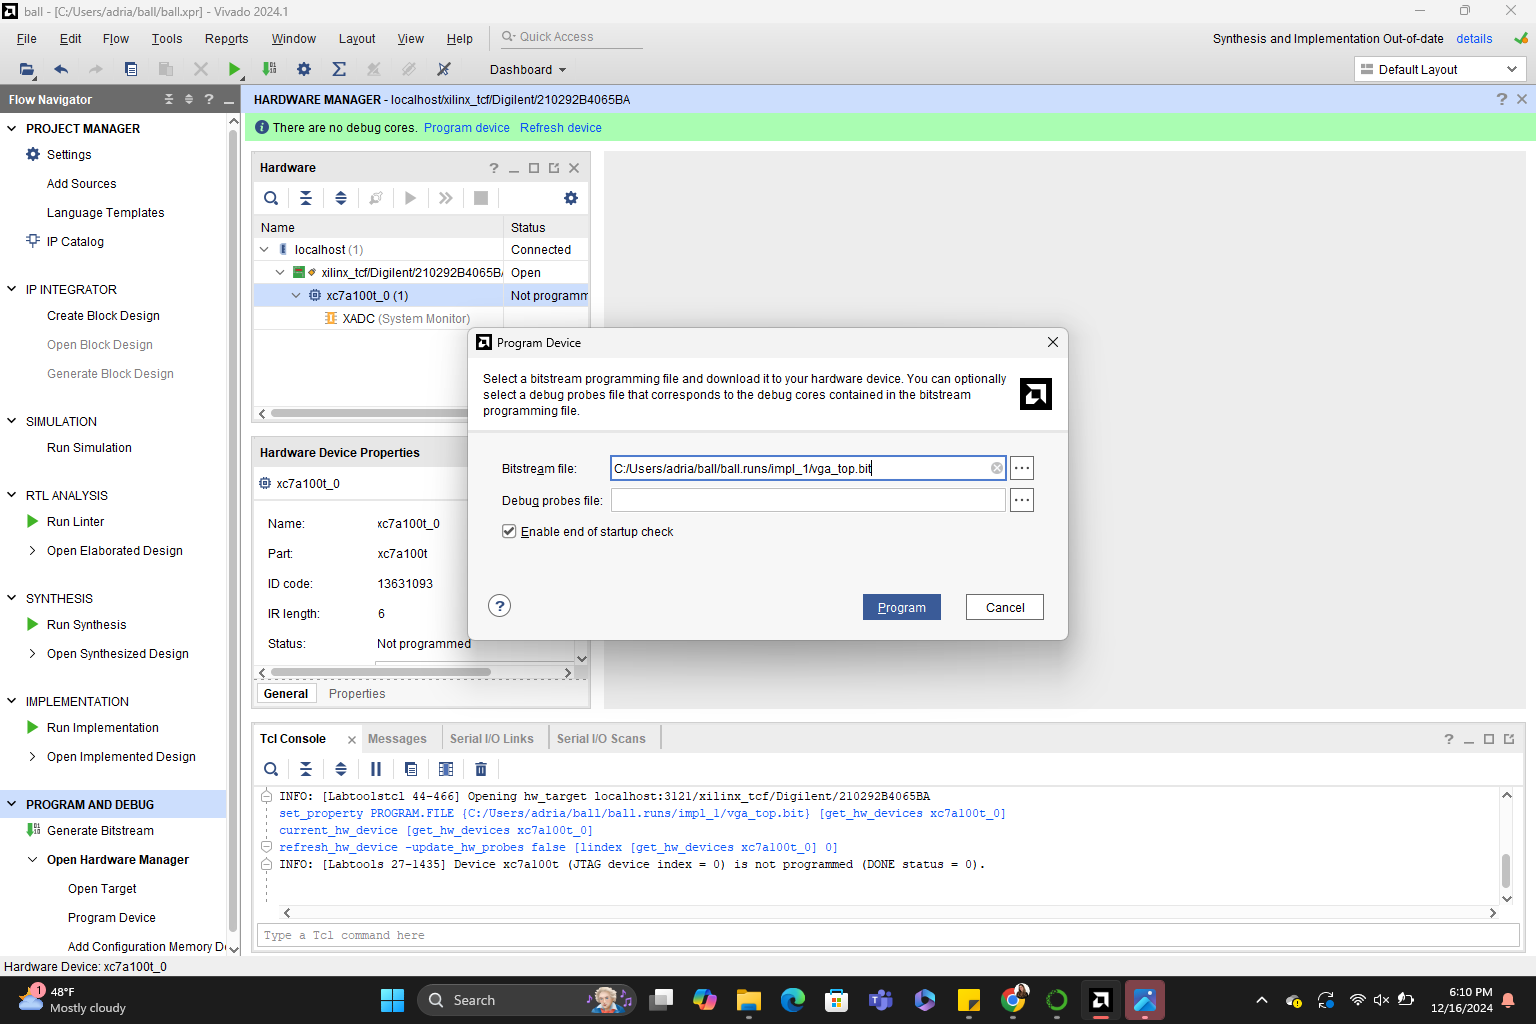 ball - [C:/Users/adria/ball/ball.xpr] - Vivado 2024.1
File Edit Flow Tools Reports Window Layout View Help
Quick Access
Synthesis and Implementation Out-of-date details
Dashboard
Default Layout
Flow Navigator
PROJECT MANAGER
Settings
Add Sources
Language Templates
IP Catalog
IP INTEGRATOR
Create Block Design
Open Block Design
Generate Block Design
SIMULATION
Run Simulation
RTL ANALYSIS
Run Linter
Open Elaborated Design
SYNTHESIS
Run Synthesis
Open Synthesized Design
IMPLEMENTATION
Run Implementation
Open Implemented Design
PROGRAM AND DEBUG
Generate Bitstream
Open Hardware Manager
Open Target
Program Device
Add Configuration Memory D
HARDWARE MANAGER - localhost/xilinx_tcf/Digilent/210292B4065BA
There are no debug cores. Program device Refresh device
Hardware
Name Status
localhost (1) Connected
xilinx_tcf/Digilent/210292B4065B Open
xc7a100t_0 (1) Not programm
XADC (System Monitor)
Hardware Device Properties
xc7a100t_0
Name: xc7a100t_0
Part: xc7a100t
ID code: 13631093
IR length: 6
Status: Not programmed
General Properties
Program Device
Select a bitstream programming file and download it to your hardware device. You can optionally
select a debug probes file that corresponds to the debug cores contained in the bitstream
programming file.
Bitstream file: C:/Users/adria/ball/ball.runs/impl_1/vga_top.bit
Debug probes file:
Enable end of startup check
Program Cancel
Tcl Console Messages Serial I/O Links Serial I/O Scans
INFO: [Labtoolstcl 44-466] Opening hw_target localhost:3121/xilinx_tcf/Digilent/210292B4065BA
set_property PROGRAM.FILE {C:/Users/adria/ball/ball.runs/impl_1/vga_top.bit} [get_hw_devices xc7a100t_0]
current_hw_device [get_hw_devices xc7a100t_0]
refresh_hw_device -update_hw_probes false [lindex [get_hw_devices xc7a100t_0] 0]
INFO: [Labtools 27-1435] Device xc7a100t (JTAG device index = 0) is not programmed (DONE status = 0).
Type a Tcl command here
Hardware Device: xc7a100t_0
1
48°F
Mostly cloudy
Search
6:10 PM
12/16/2024